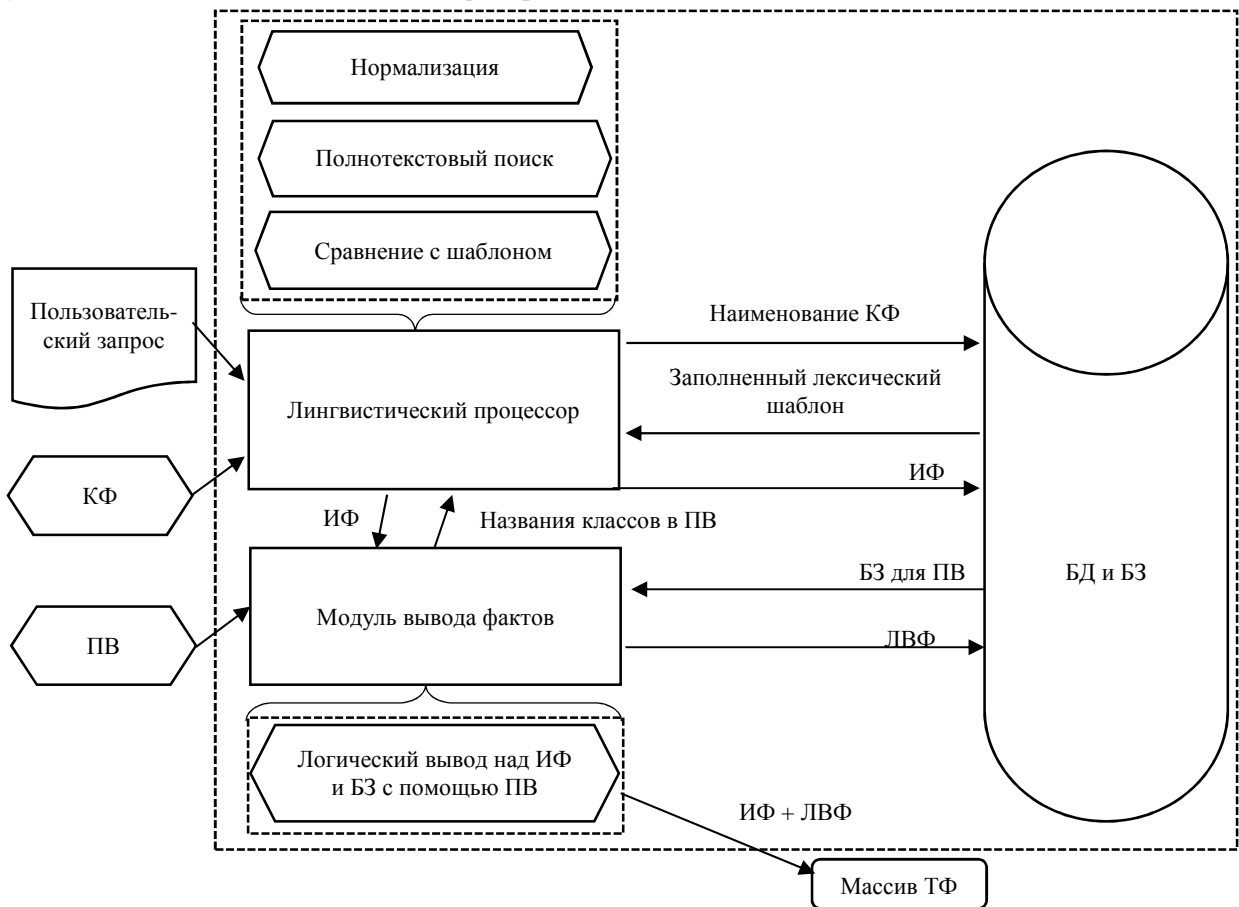 Нормализация
Полнотекстовый поиск
Сравнение с шаблоном
Пользователь-
ский запрос
Наименование КФ
Заполненный лексический
шаблон
Лингвистический процессор
КФ
ИФ
ИФ
Названия классов в ПВ
БЗ для ПВ
БД и БЗ
Модуль вывода фактов
ПВ
ЛВФ
Логический вывод над ИФ
и БЗ с помощью ПВ
ИФ + ЛВФ
Массив ТФ